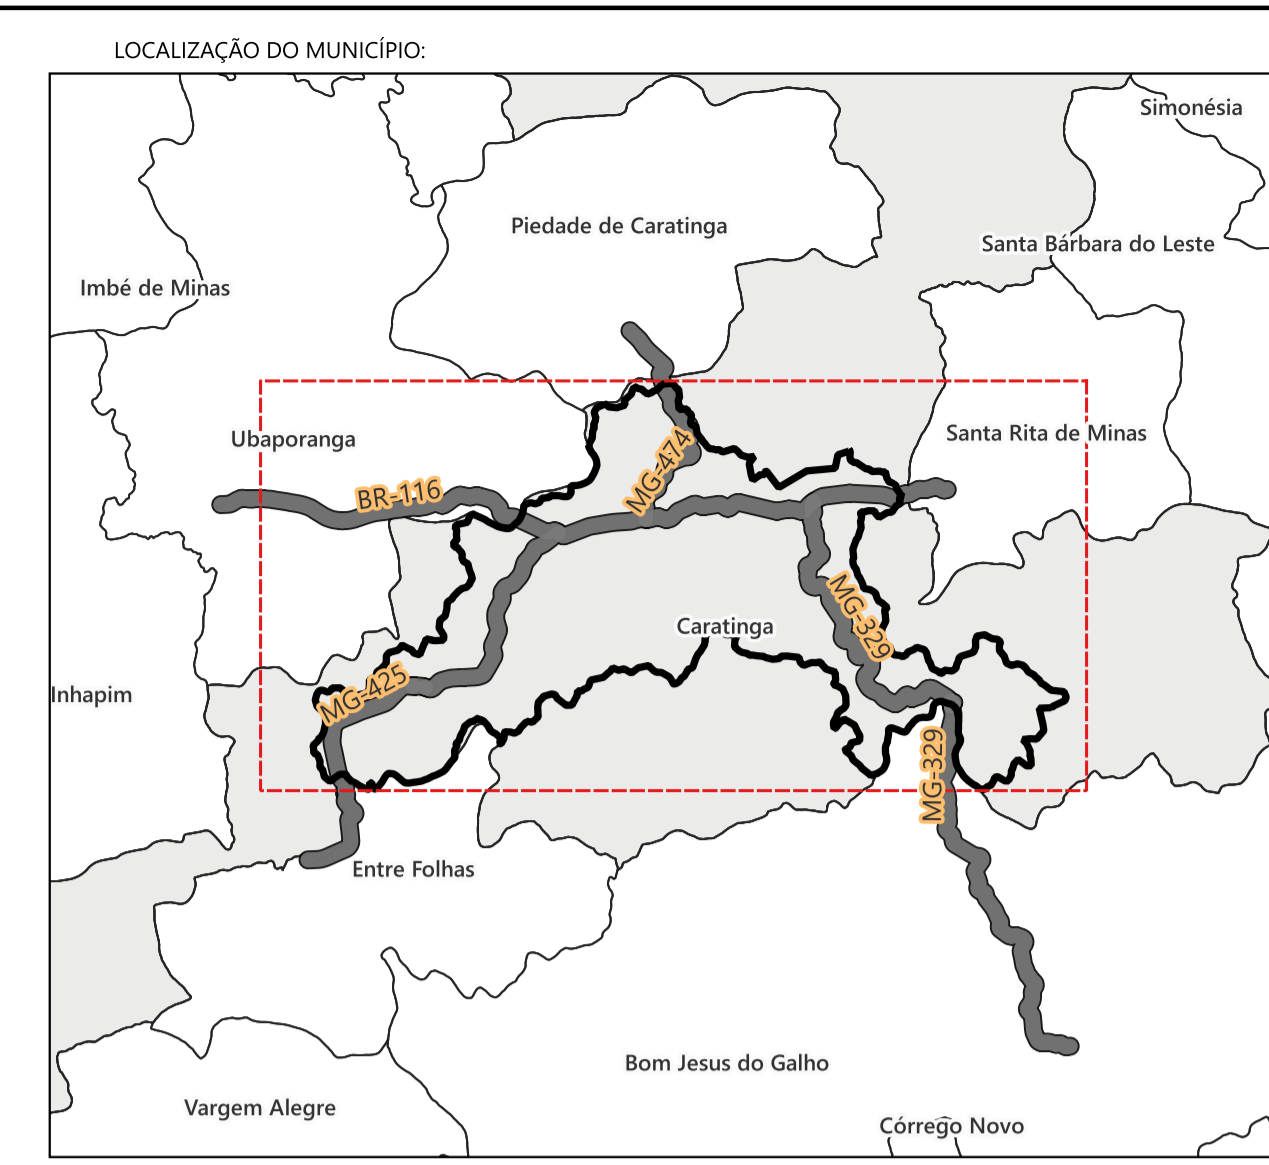 LOCALIZAÇÃO DO MUNICÍPIO:
Simonésia
Piedade de Caratinga
Santa Bárbara do Leste
Imbé de Minas
Santa Rita de Minas
Ubaporanga
MG-474
BR-116
MG-329
Caratinga
MG-425
Inhapim
MG-329
Entre Folhas
Bom Jesus do Galho
Vargem Alegre
Córrego Novo